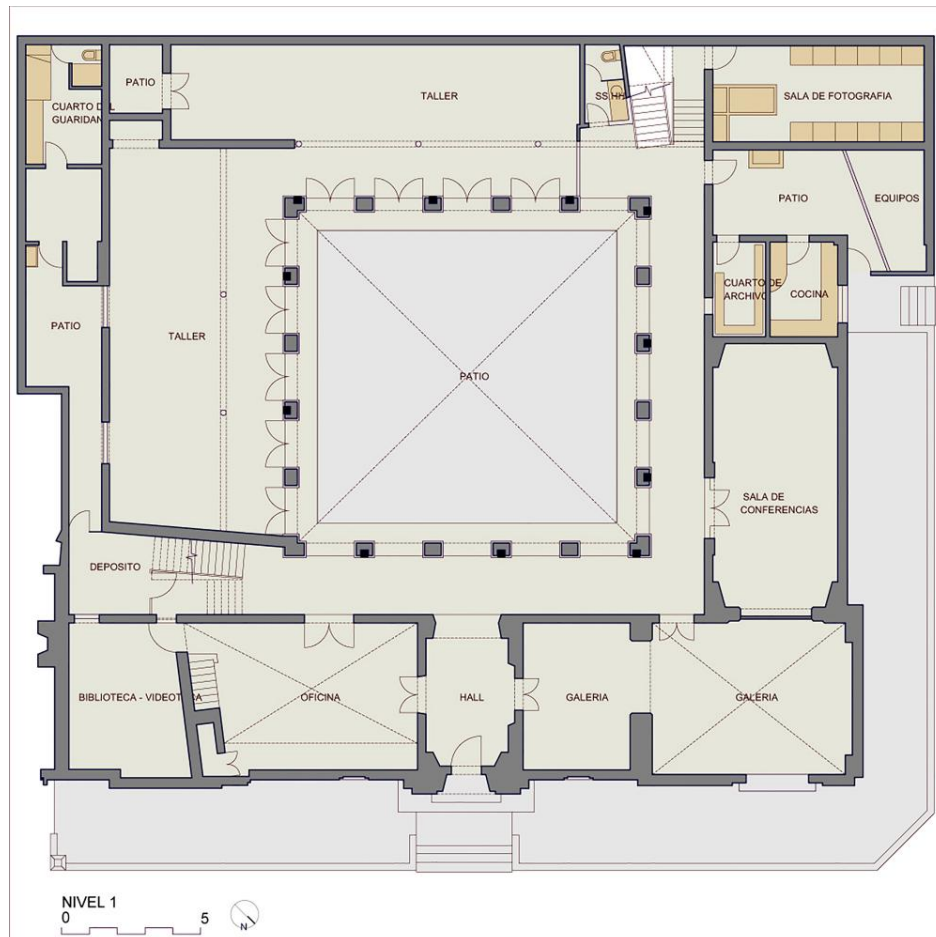 PATIO
TALLER
SS HH
SALA DE FOTOGRAFIA
CUARTO DEL
GUARIDAN
PATIO
EQUIPOS
CUARTO DE
ARCHIVO
COCINA
PATIO
TALLER
PATIO
SALA DE
CONFERENCIAS
DEPOSITO
BIBLIOTECA - VIDEOTECA
OFICINA
HALL
GALERIA
GALERIA
NIVEL 1
0
5
N